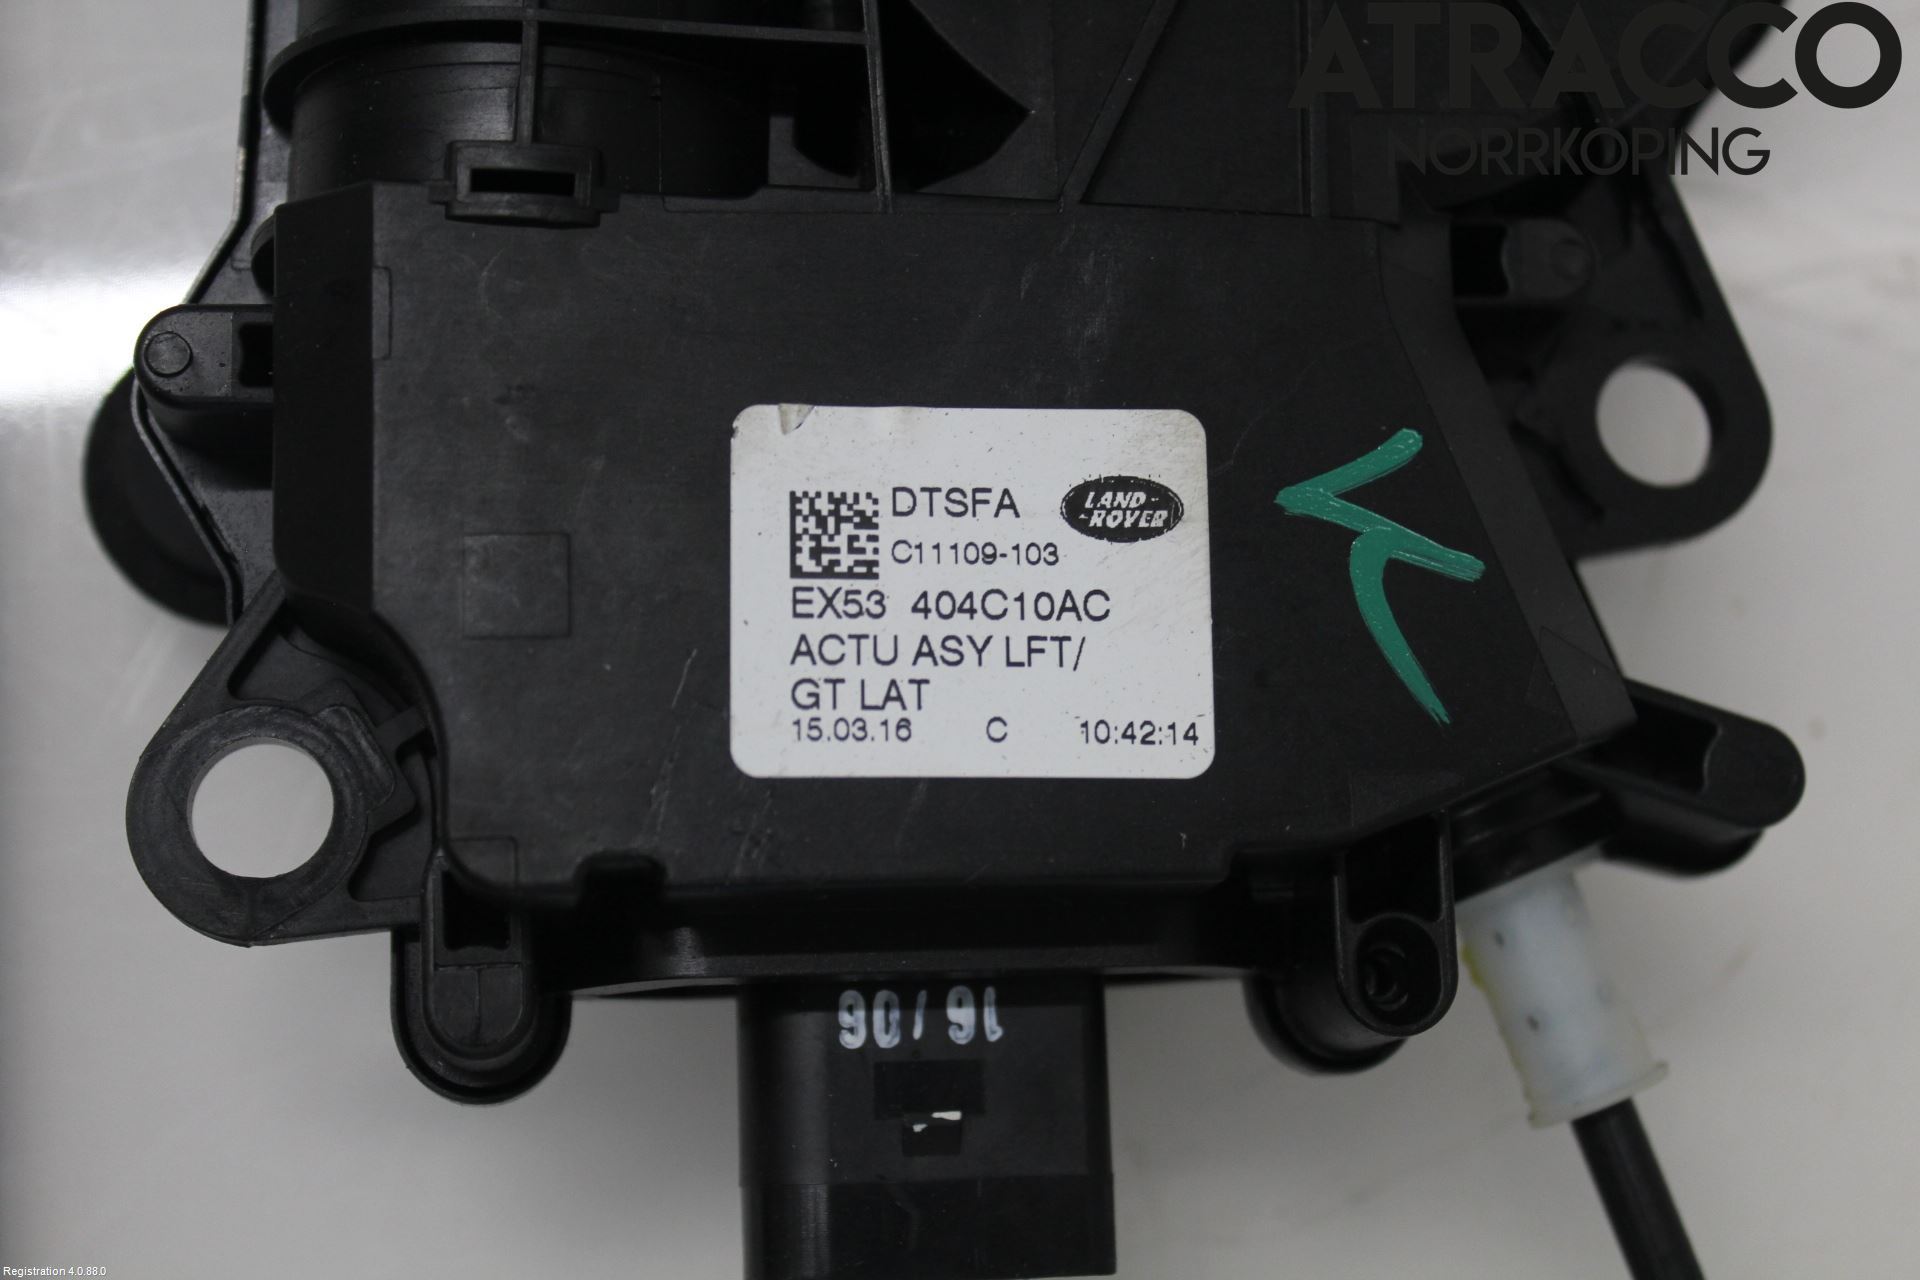 ATRACCO
NORRKÖPING
DTSFA
LAND-
-ROVER
C11109-103
EX53 404C10AC
ACTU ASY LFT/
GT LAT
15.03.16 C 10:42:14
16/06
Registration 4.0.88.0